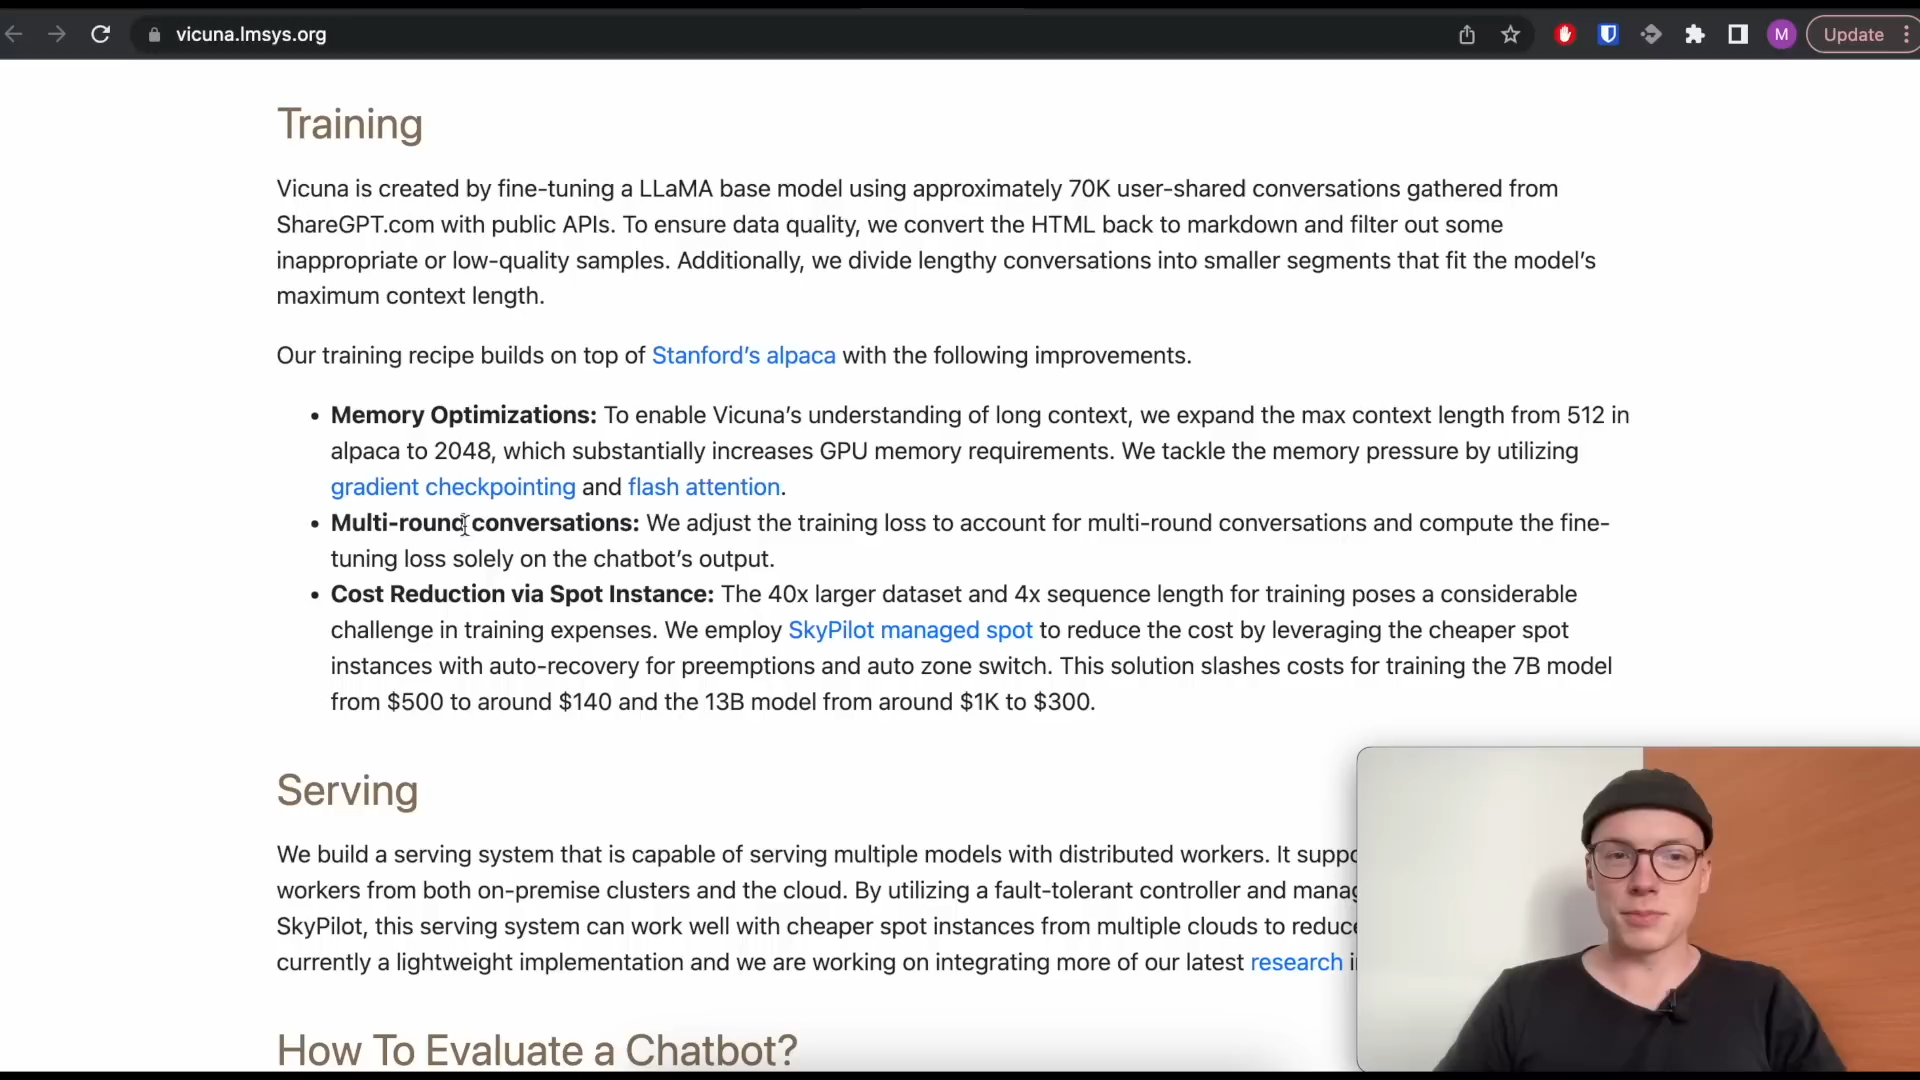 vicuna.lmsys.org
M
Update
Training
Vicuna is created by fine-tuning a LLaMA base model using approximately 70K user-shared conversations gathered from
ShareGPT.com with public APIs. To ensure data quality, we convert the HTML back to markdown and filter out some
inappropriate or low-quality samples. Additionally, we divide lengthy conversations into smaller segments that fit the model’s
maximum context length.
Our training recipe builds on top of Stanford’s alpaca with the following improvements.
• Memory Optimizations: To enable Vicuna’s understanding of long context, we expand the max context length from 512 in
alpaca to 2048, which substantially increases GPU memory requirements. We tackle the memory pressure by utilizing
gradient checkpointing and flash attention.
• Multi-round conversations: We adjust the training loss to account for multi-round conversations and compute the fine-
tuning loss solely on the chatbot’s output.
• Cost Reduction via Spot Instance: The 40x larger dataset and 4x sequence length for training poses a considerable
challenge in training expenses. We employ SkyPilot managed spot to reduce the cost by leveraging the cheaper spot
instances with auto-recovery for preemptions and auto zone switch. This solution slashes costs for training the 7B model
from $500 to around $140 and the 13B model from around $1K to $300.
Serving
We build a serving system that is capable of serving multiple models with distributed workers. It
workers from both on-premise clusters and the cloud. By utilizing a fault-tolerant controller and
SkyPilot, this serving system can work well with cheaper spot instances from multiple clouds to
currently a lightweight implementation and we are working on integrating more of our latest research
How To Evaluate a Chatbot?